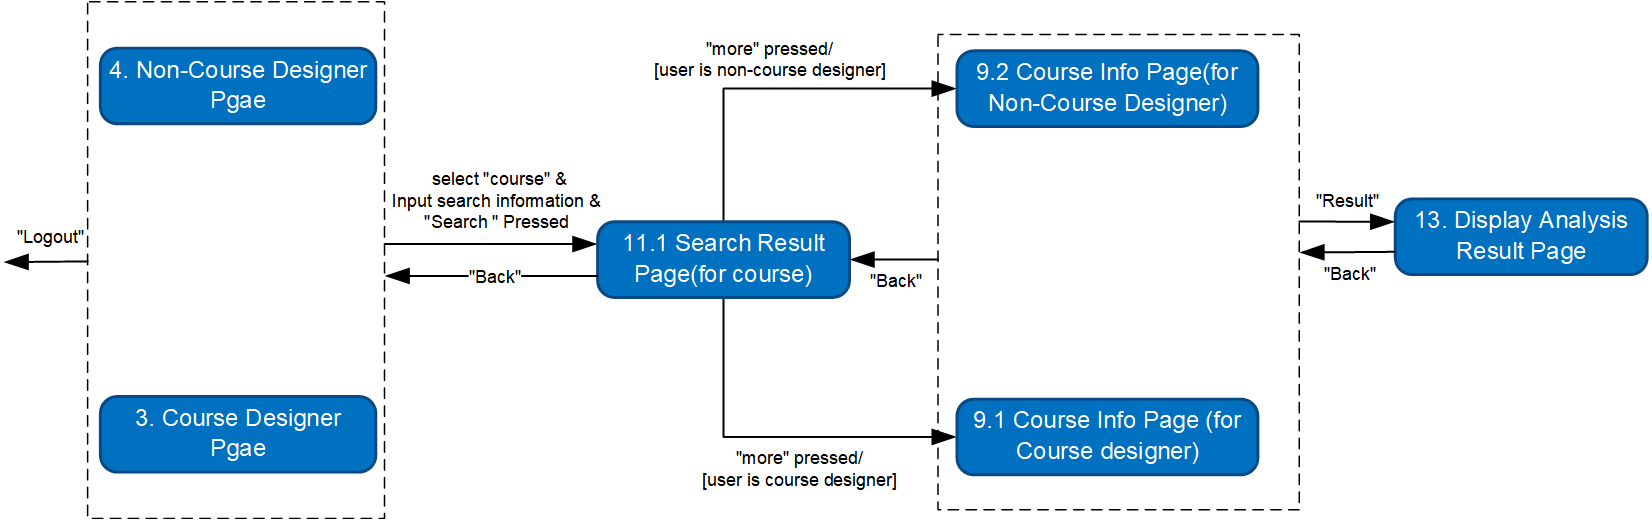 4. Non-Course Designer
Pgae
"Logout"
3. Course Designer
Pgae
select "course" &
Input search information &
"Search " Pressed
"Back"
11.1 Search Result
Page(for course)
"more" pressed/
[user is non-course designer]
"more" pressed/
[user is course designer]
"Back"
9.2 Course Info Page(for
Non-Course Designer)
9.1 Course Info Page (for
Course designer)
"Result"
"Back"
13. Display Analysis
Result Page